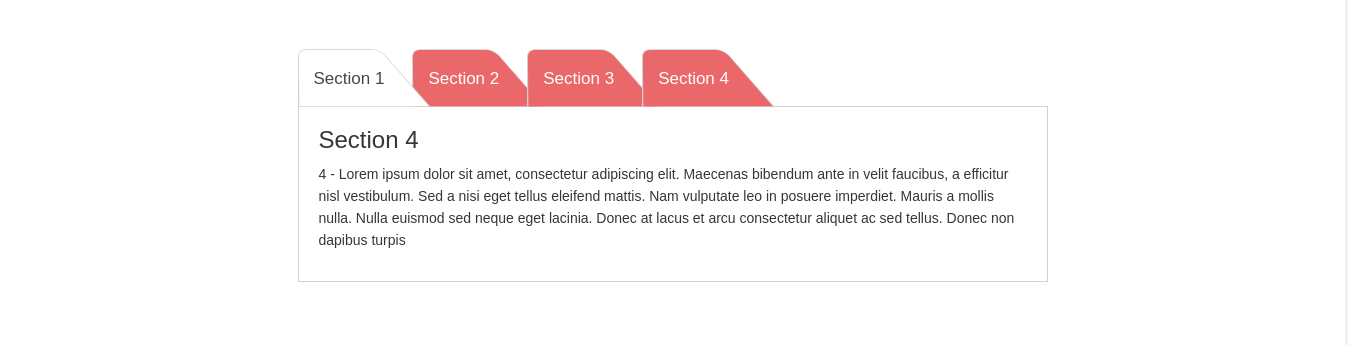 Section 1 Section 2 Section 3 Section 4
Section 4
4 - Lorem ipsum dolor sit amet, consectetur adipiscing elit. Maecenas bibendum ante in velit faucibus, a efficitur
nisl vestibulum. Sed a nisi eget tellus eleifend mattis. Nam vulputate leo in posuere imperdiet. Mauris a mollis
nulla. Nulla euismod sed neque eget lacinia. Donec at lacus et arcu consectetur aliquet ac sed tellus. Donec non
dapibus turpis